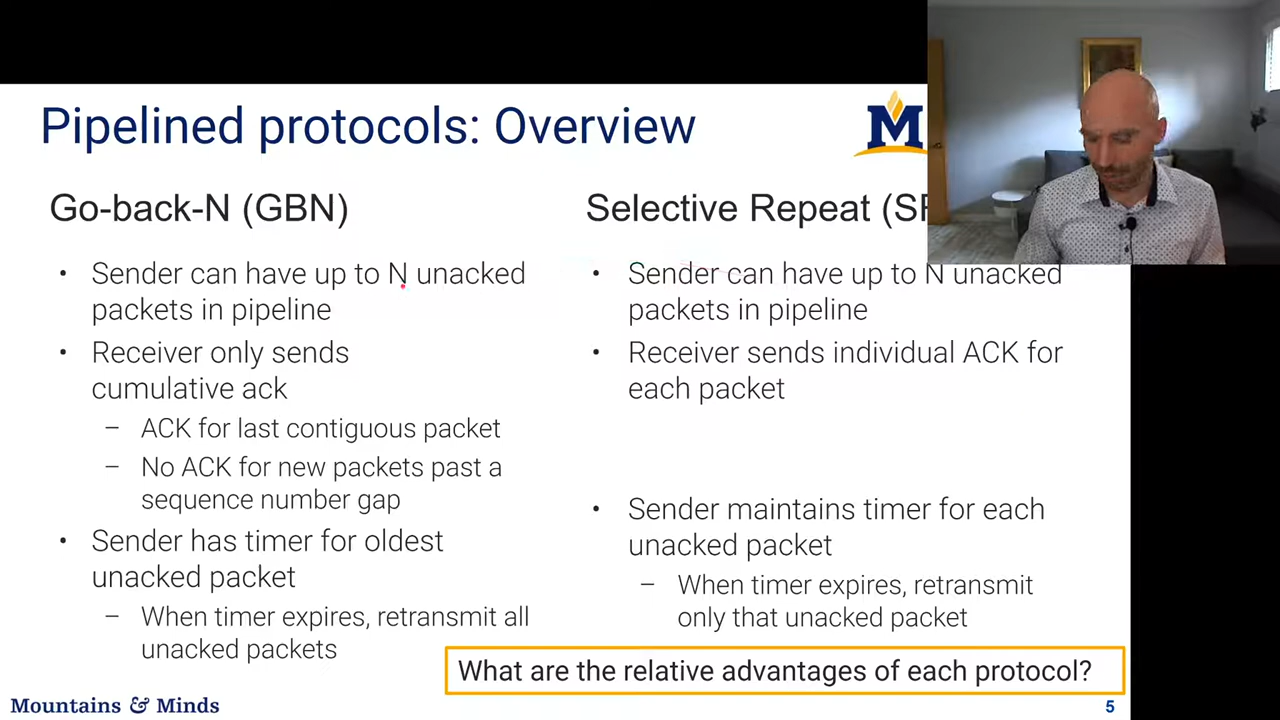 Pipelined protocols: Overview
M
Go-back-N (GBN)
• Sender can have up to N unacked
packets in pipeline
• Receiver only sends
cumulative ack
– ACK for last contiguous packet
– No ACK for new packets past a
sequence number gap
• Sender has timer for oldest
unacked packet
– When timer expires, retransmit all
unacked packets
Selective Repeat (S
• Sender can have up to N unacked
packets in pipeline
• Receiver sends individual ACK for
each packet
• Sender maintains timer for each
unacked packet
– When timer expires, retransmit
only that unacked packet
What are the relative advantages of each protocol?
Mountains & Minds
5